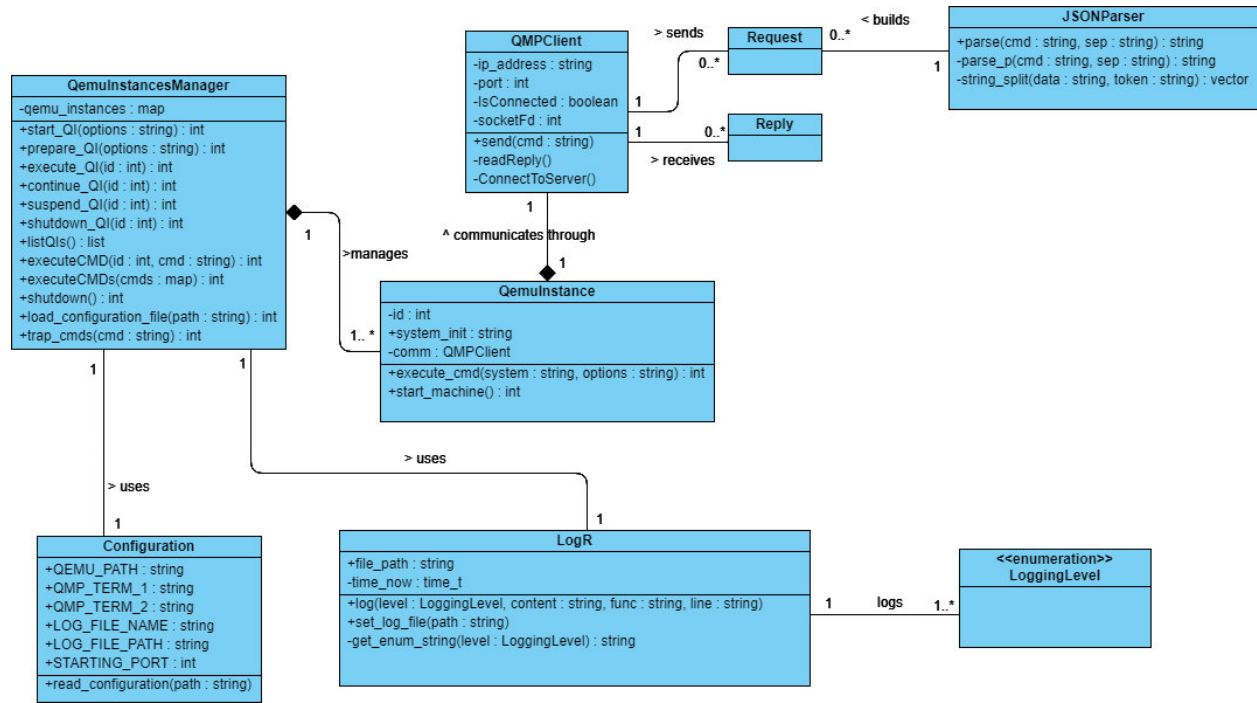 QemuInstancesManager
-qemu_instances : map
+start_QI(options : string) : int
+prepare_QI(options : string) : int
+execute_QI(id : int) : int
+continue_QI(id : int) : int
+suspend_QI(id : int) : int
+shutdown_QI(id : int) : int
+listQIs() : list
+executeCMD(id : int, cmd : string) : int
+executeCMDs(cmds : map) : int
+shutdown() : int
+load_configuration_file(path : string) : int
+trap_cmds(cmd : string) : int
QMPClient
-ip_address : string
-port : int
-IsConnected : boolean
-socketFd : int
+send(cmd : string)
-readReply()
-ConnectToServer()
> sends
1
0..*
Request
0..*
< builds
1
JSONParser
+parse(cmd : string, sep : string) : string
-parse_p(cmd : string, sep : string) : string
-string_split(data : string, token : string) : vector
1
0..*
> receives
Reply
1
^ communicates through
1
1
>manages
1.. *
QemuInstance
-id : int
+system_init : string
-comm : QMPClient
+execute_cmd(system : string, options : string) : int
+start_machine() : int
1
> uses
1
1
> uses
1
Configuration
+QEMU_PATH : string
+QMP_TERM_1 : string
+QMP_TERM_2 : string
+LOG_FILE_NAME : string
+LOG_FILE_PATH : string
+STARTING_PORT : int
+read_configuration(path : string)
LogR
+file_path : string
-time_now : time_t
+log(level : LoggingLevel, content : string, func : string, line : string)
+set_log_file(path : string)
-get_enum_string(level : LoggingLevel) : string
1
logs
1..*
<<enumeration>>
LoggingLevel